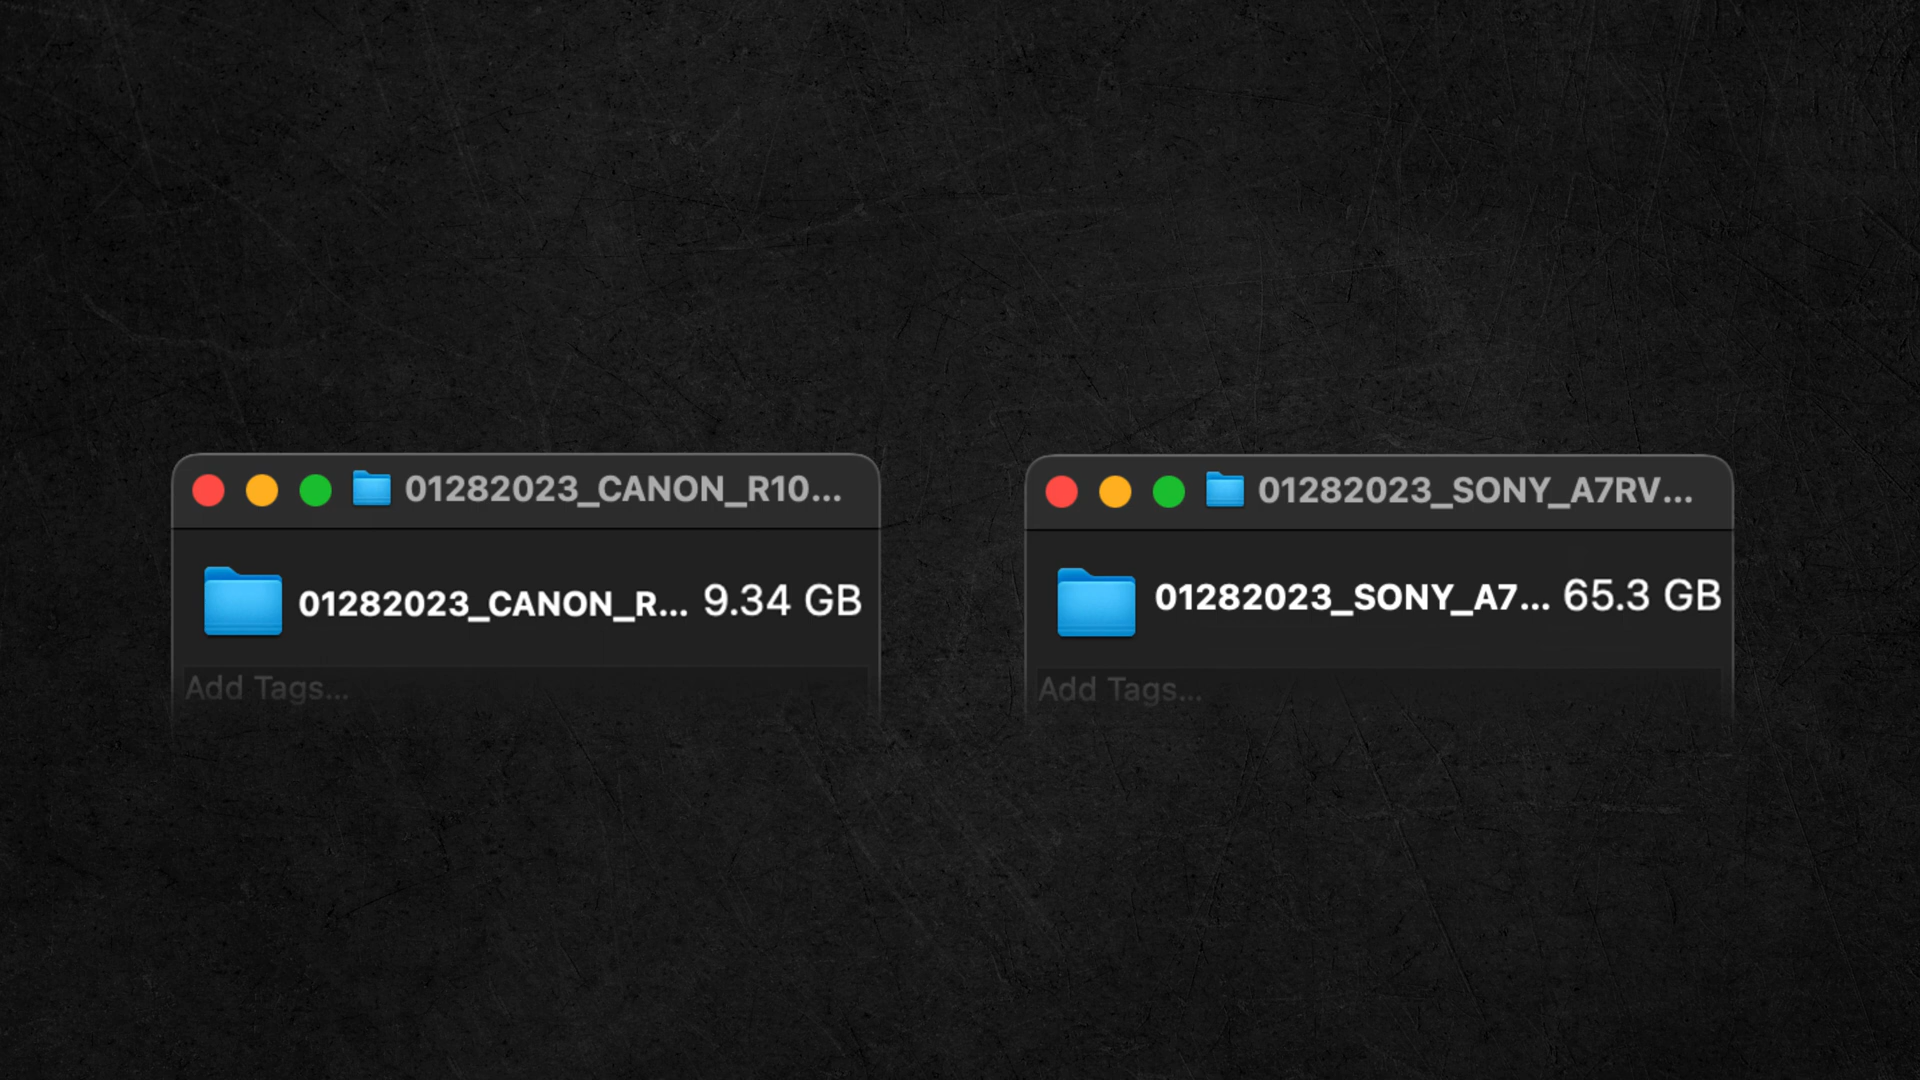 01282023_CANON_R10...
01282023_CANON_R... 9.34 GB
Add Tags...
01282023_SONY_A7RV...
01282023_SONY_A7... 65.3 GB
Add Tags...